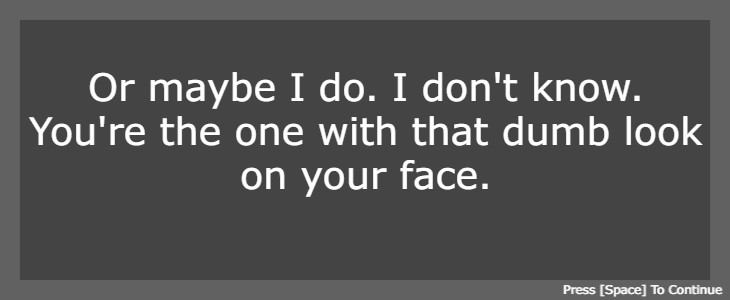 Or maybe I do. I don't know.
You're the one with that dumb look
on your face.
Press [Space] To Continue